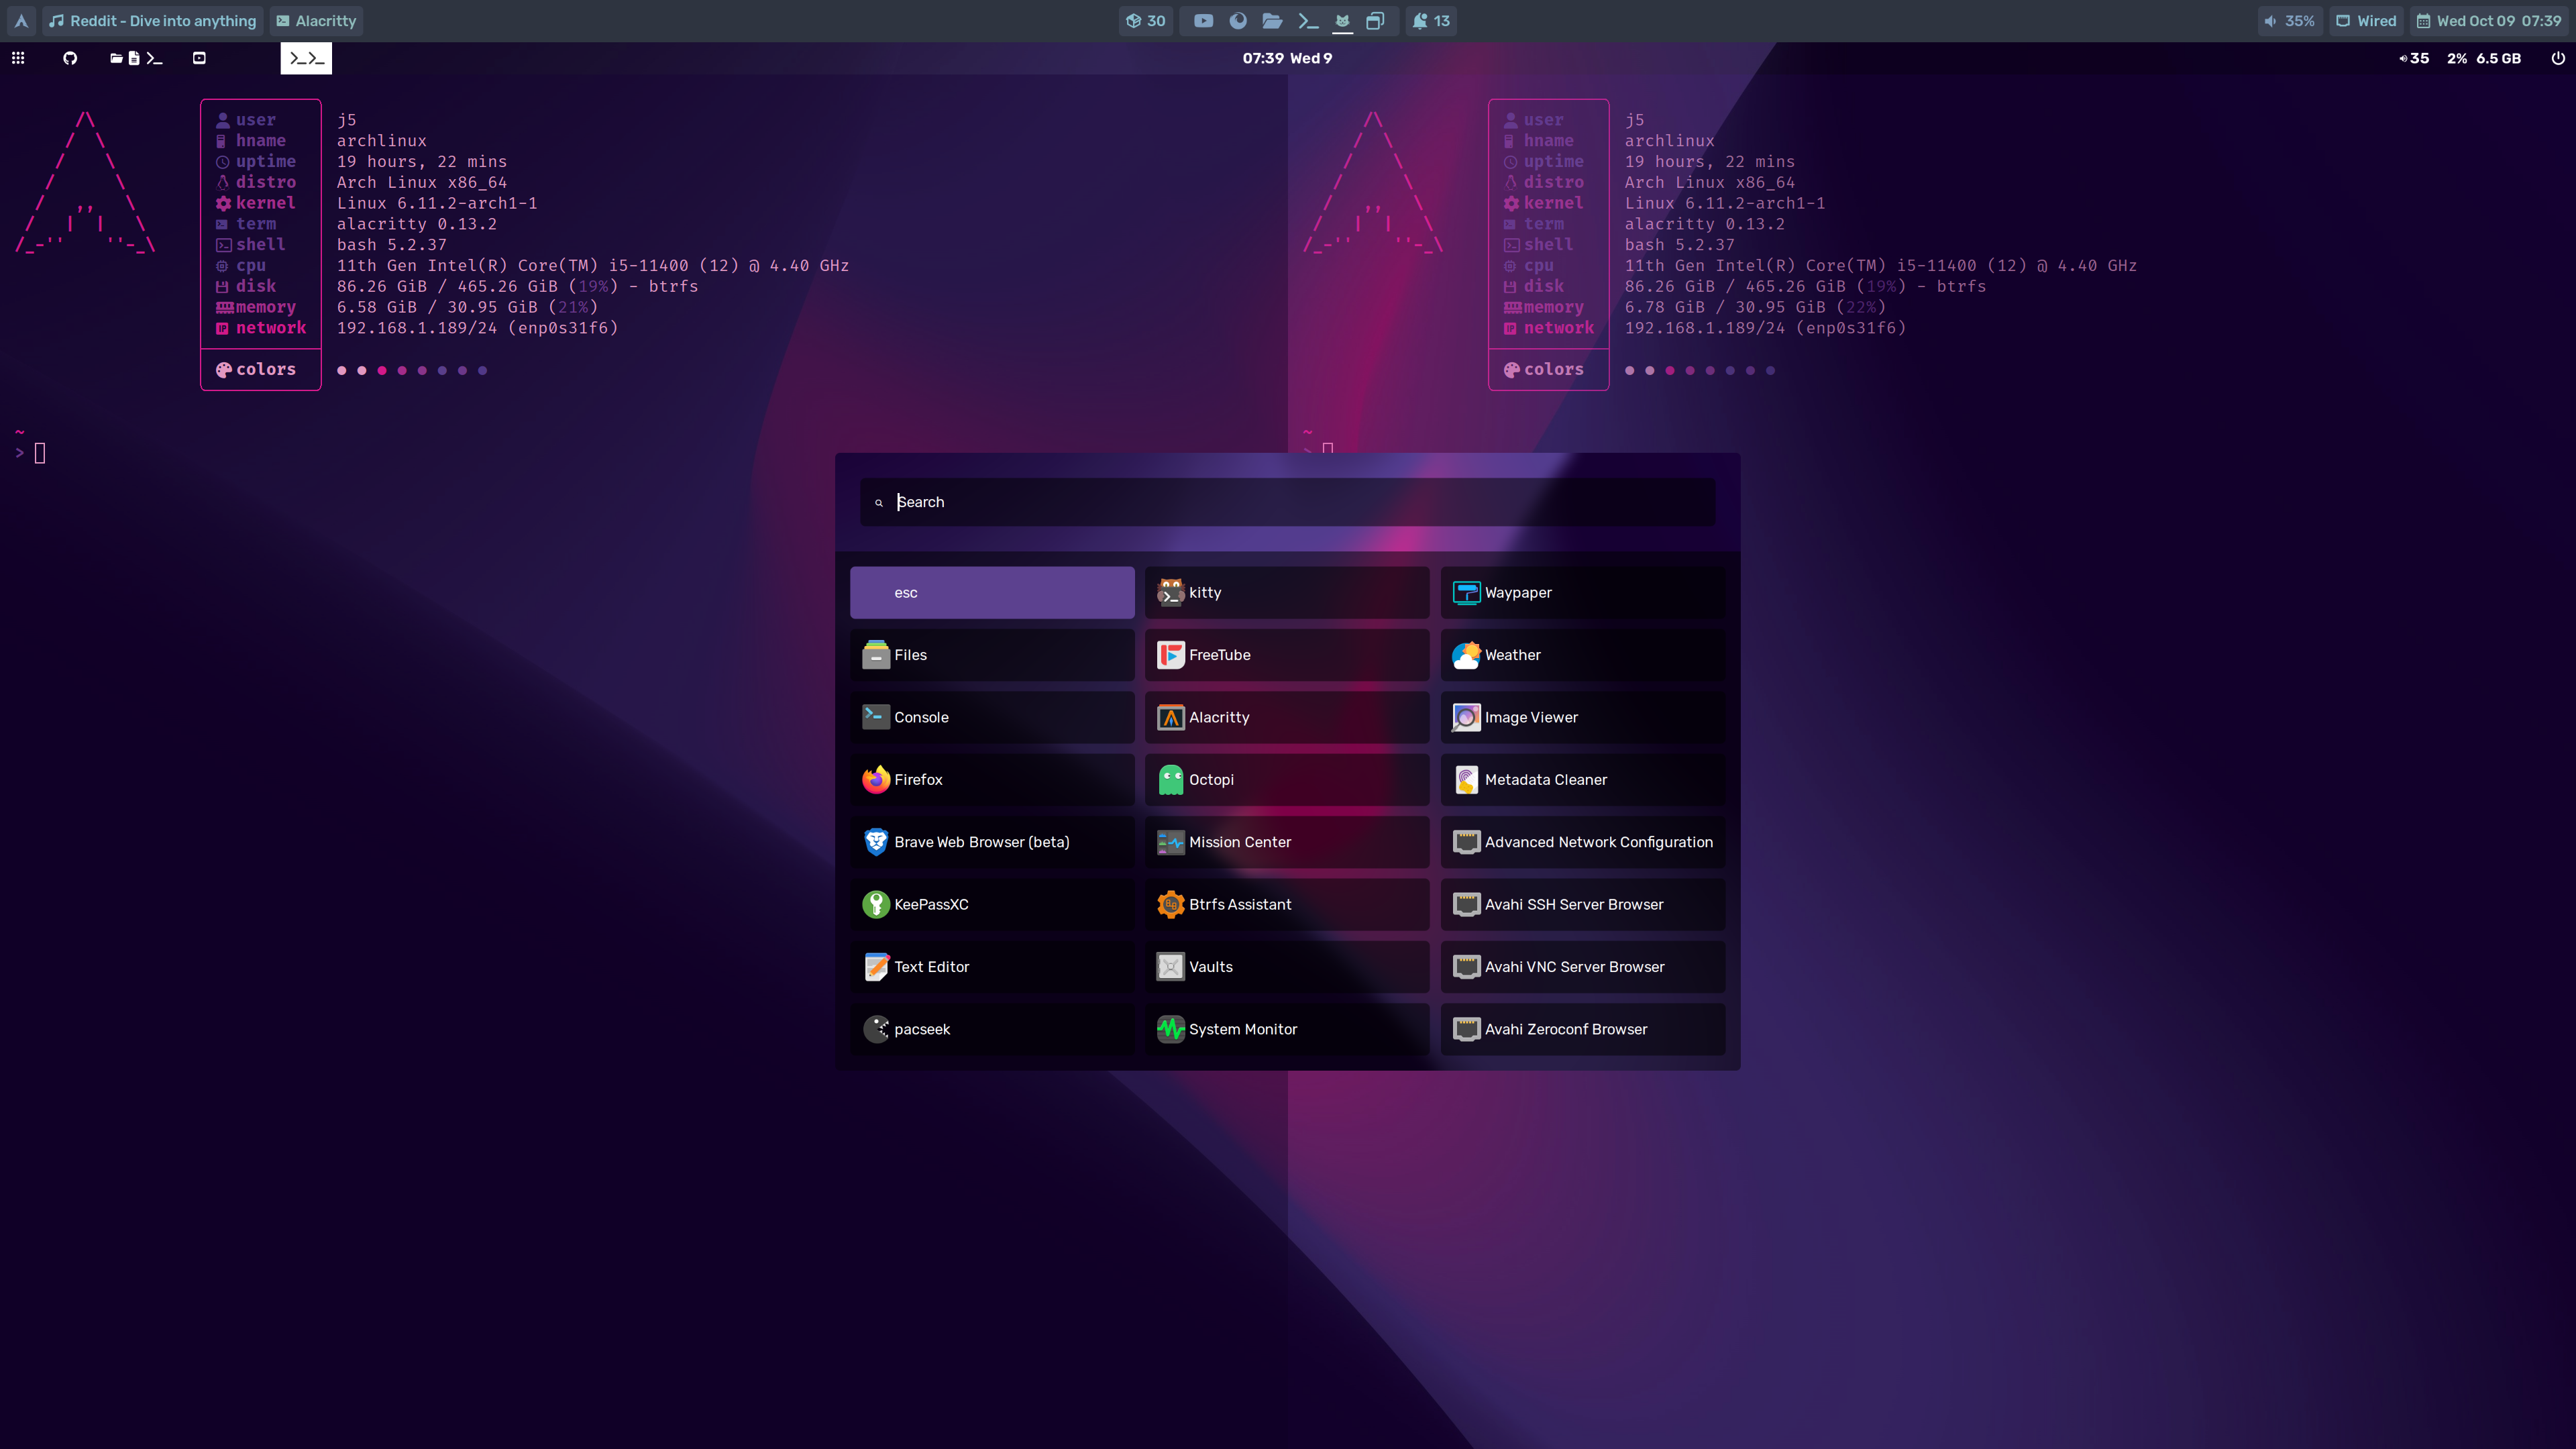 Reddit - Dive into anything Alacritty 30 13 35% Wired Wed Oct 09 07:39
07:39 Wed 9 35 2% 6.5 GB
user j5
hname archlinux
uptime 19 hours, 22 mins
distro Arch Linux x86_64
kernel Linux 6.11.2-arch1-1
term alacritty 0.13.2
shell bash 5.2.37
cpu 11th Gen Intel(R) Core(TM) i5-11400 (12) @ 4.40 GHz
disk 86.26 GiB / 465.26 GiB (19%) - btrfs
memory 6.58 GiB / 30.95 GiB (21%)
network 192.168.1.189/24 (enp0s31f6)
colors
~
>
user j5
hname archlinux
uptime 19 hours, 22 mins
distro Arch Linux x86_64
kernel Linux 6.11.2-arch1-1
term alacritty 0.13.2
shell bash 5.2.37
cpu 11th Gen Intel(R) Core(TM) i5-11400 (12) @ 4.40 GHz
disk 86.26 GiB / 465.26 GiB (19%) - btrfs
memory 6.78 GiB / 30.95 GiB (22%)
network 192.168.1.189/24 (enp0s31f6)
colors
~
>
Search
esc kitty Waypaper
Files FreeTube Weather
Console Alacritty Image Viewer
Firefox Octopi Metadata Cleaner
Brave Web Browser (beta) Mission Center Advanced Network Configuration
KeePassXC Btrfs Assistant Avahi SSH Server Browser
Text Editor Vaults Avahi VNC Server Browser
pacseek System Monitor Avahi Zeroconf Browser